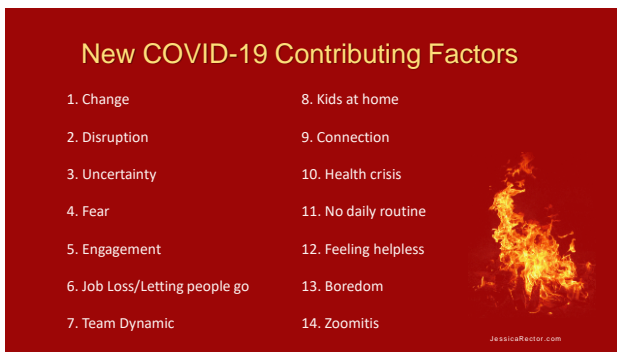 New COVID-19 Contributing Factors
1. Change
2. Disruption
3. Uncertainty
4. Fear
5. Engagement
6. Job Loss/Letting people go
7. Team Dynamic
8. Kids at home
9. Connection
10. Health crisis
11. No daily routine
12. Feeling helpless
13. Boredom
14. Zoomitis
JessicaRector.com